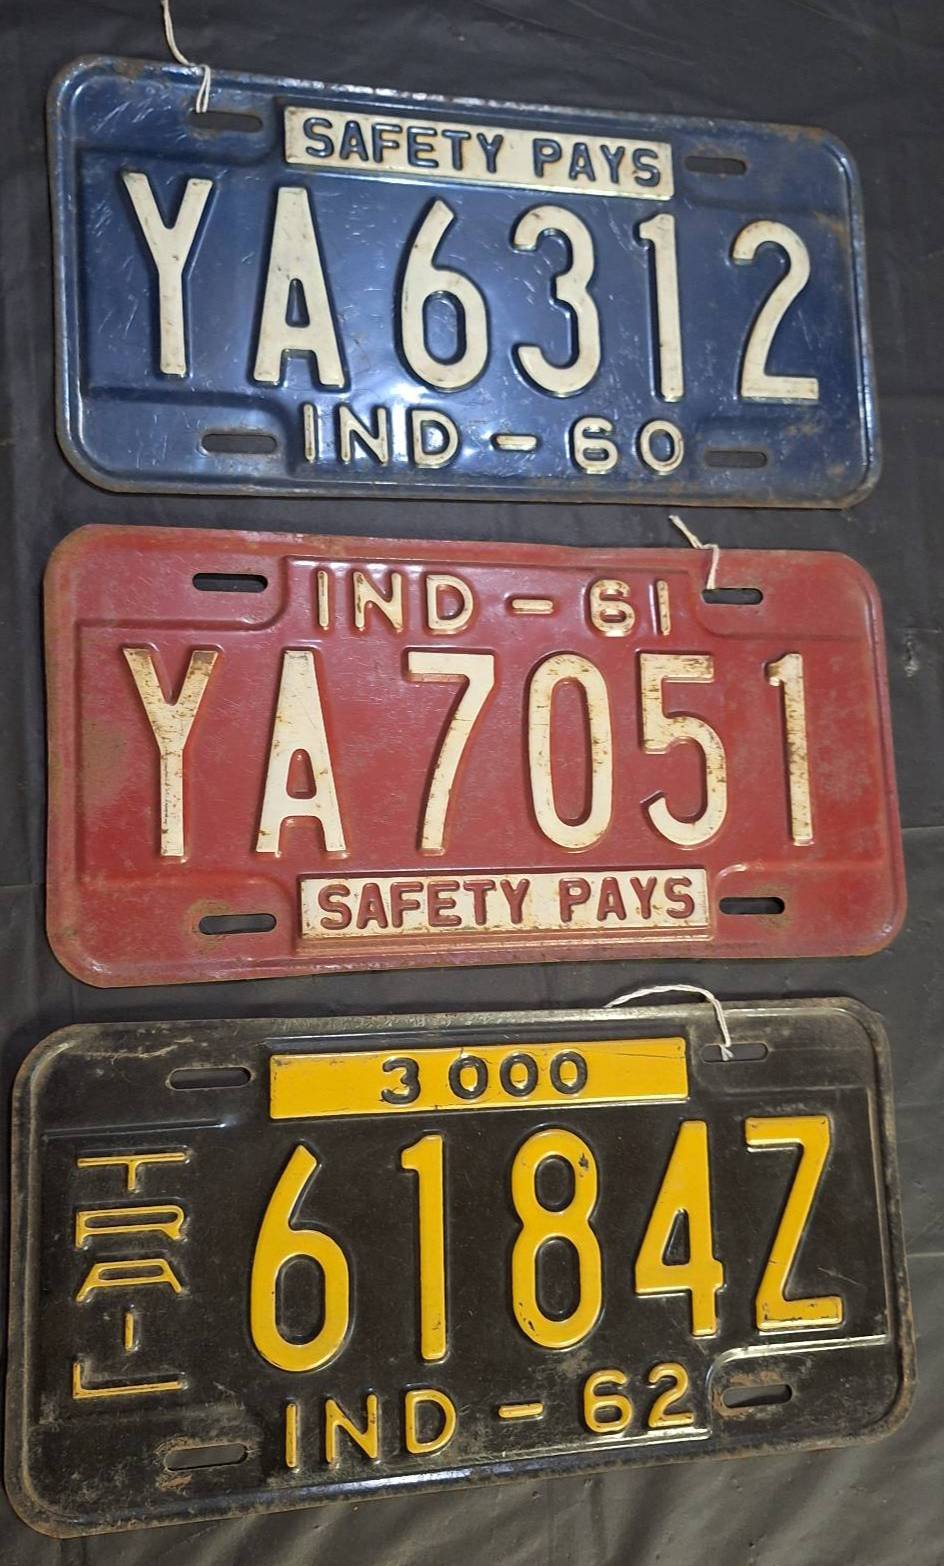 SAFETY PAYS
YA6312
IND - 60
IND - 61
YA7051
SAFETY PAYS
3000
TRAIL
6184Z
IND - 62